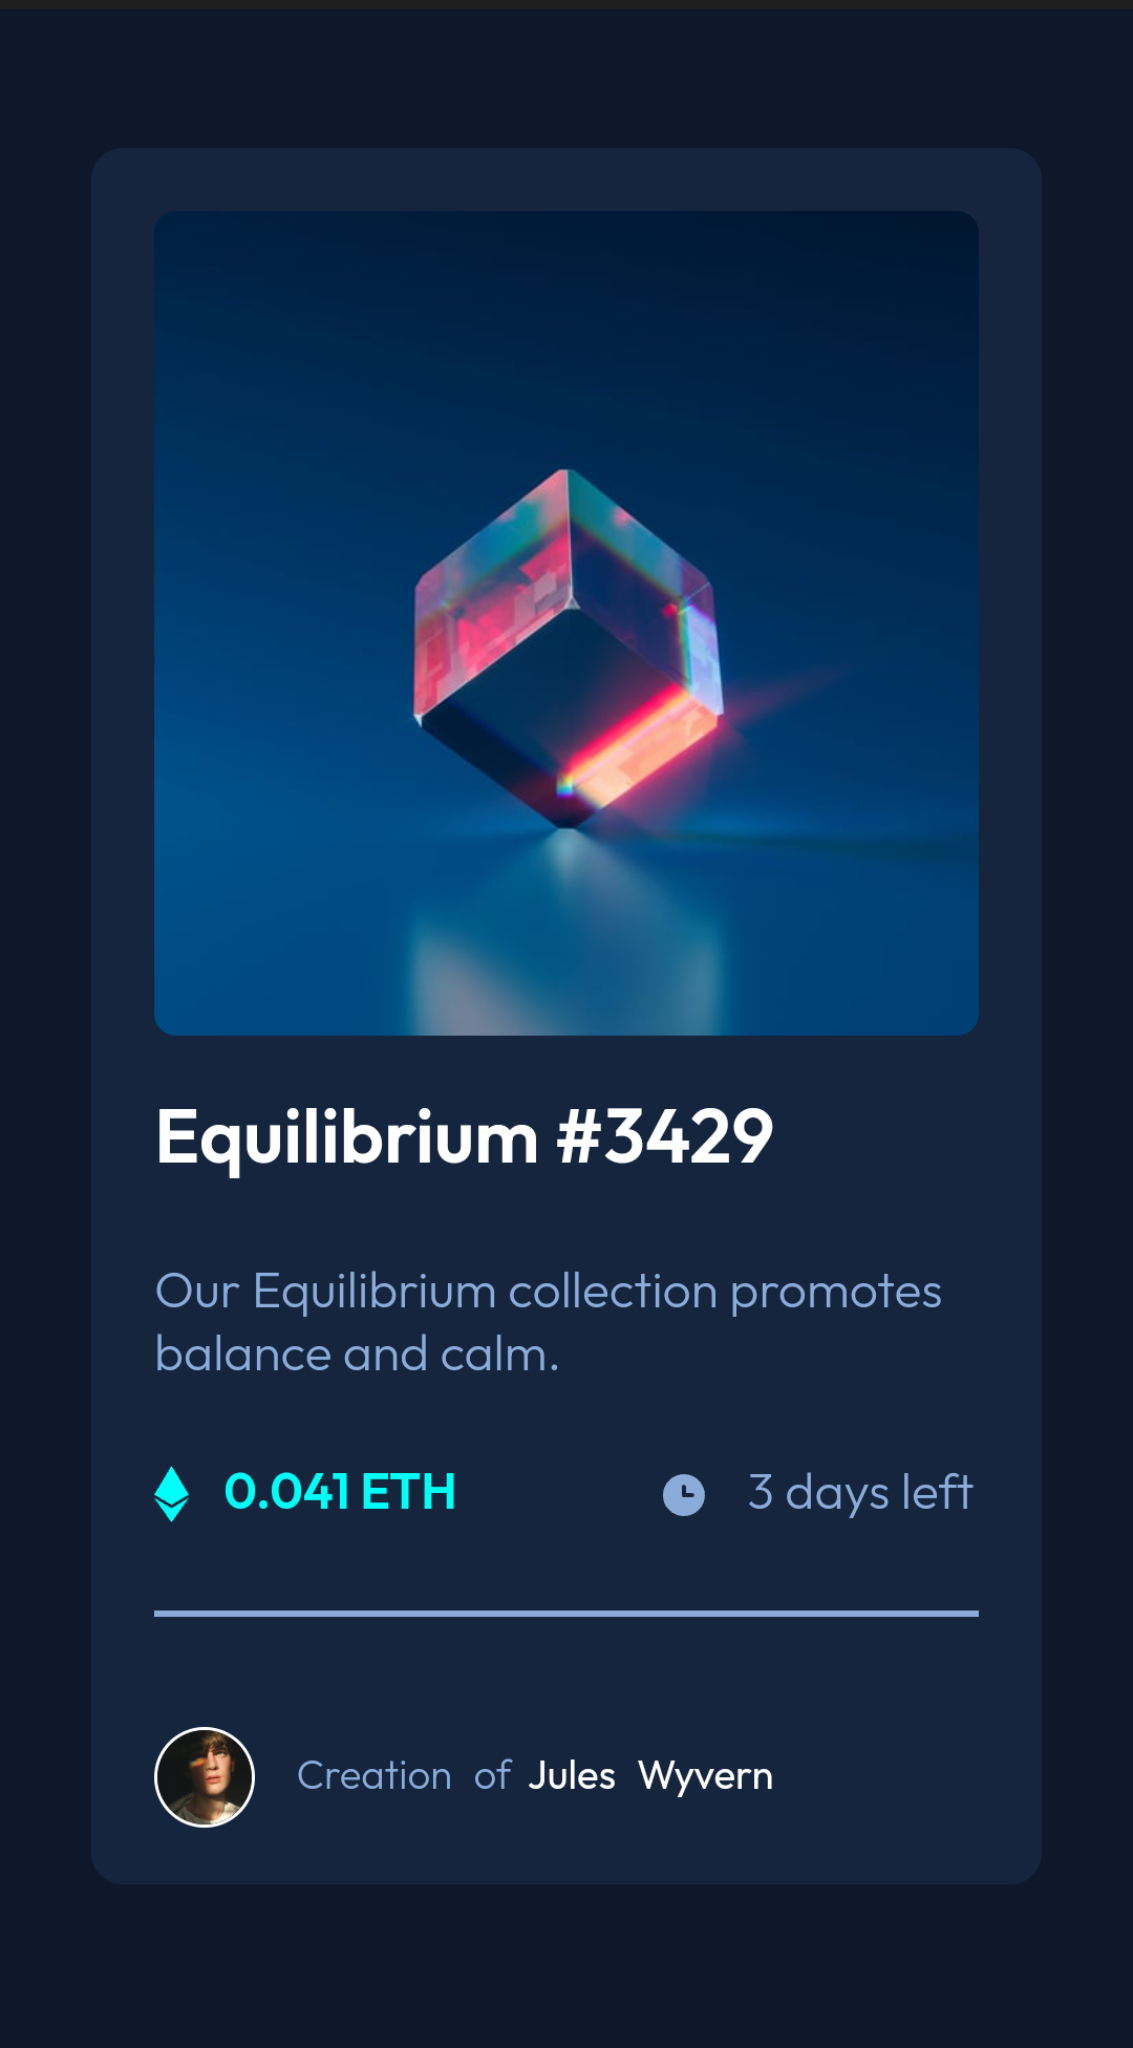 Equilibrium #3429
Our Equilibrium collection promotes
balance and calm.
0.041 ETH 3 days left
Creation of Jules Wyvern